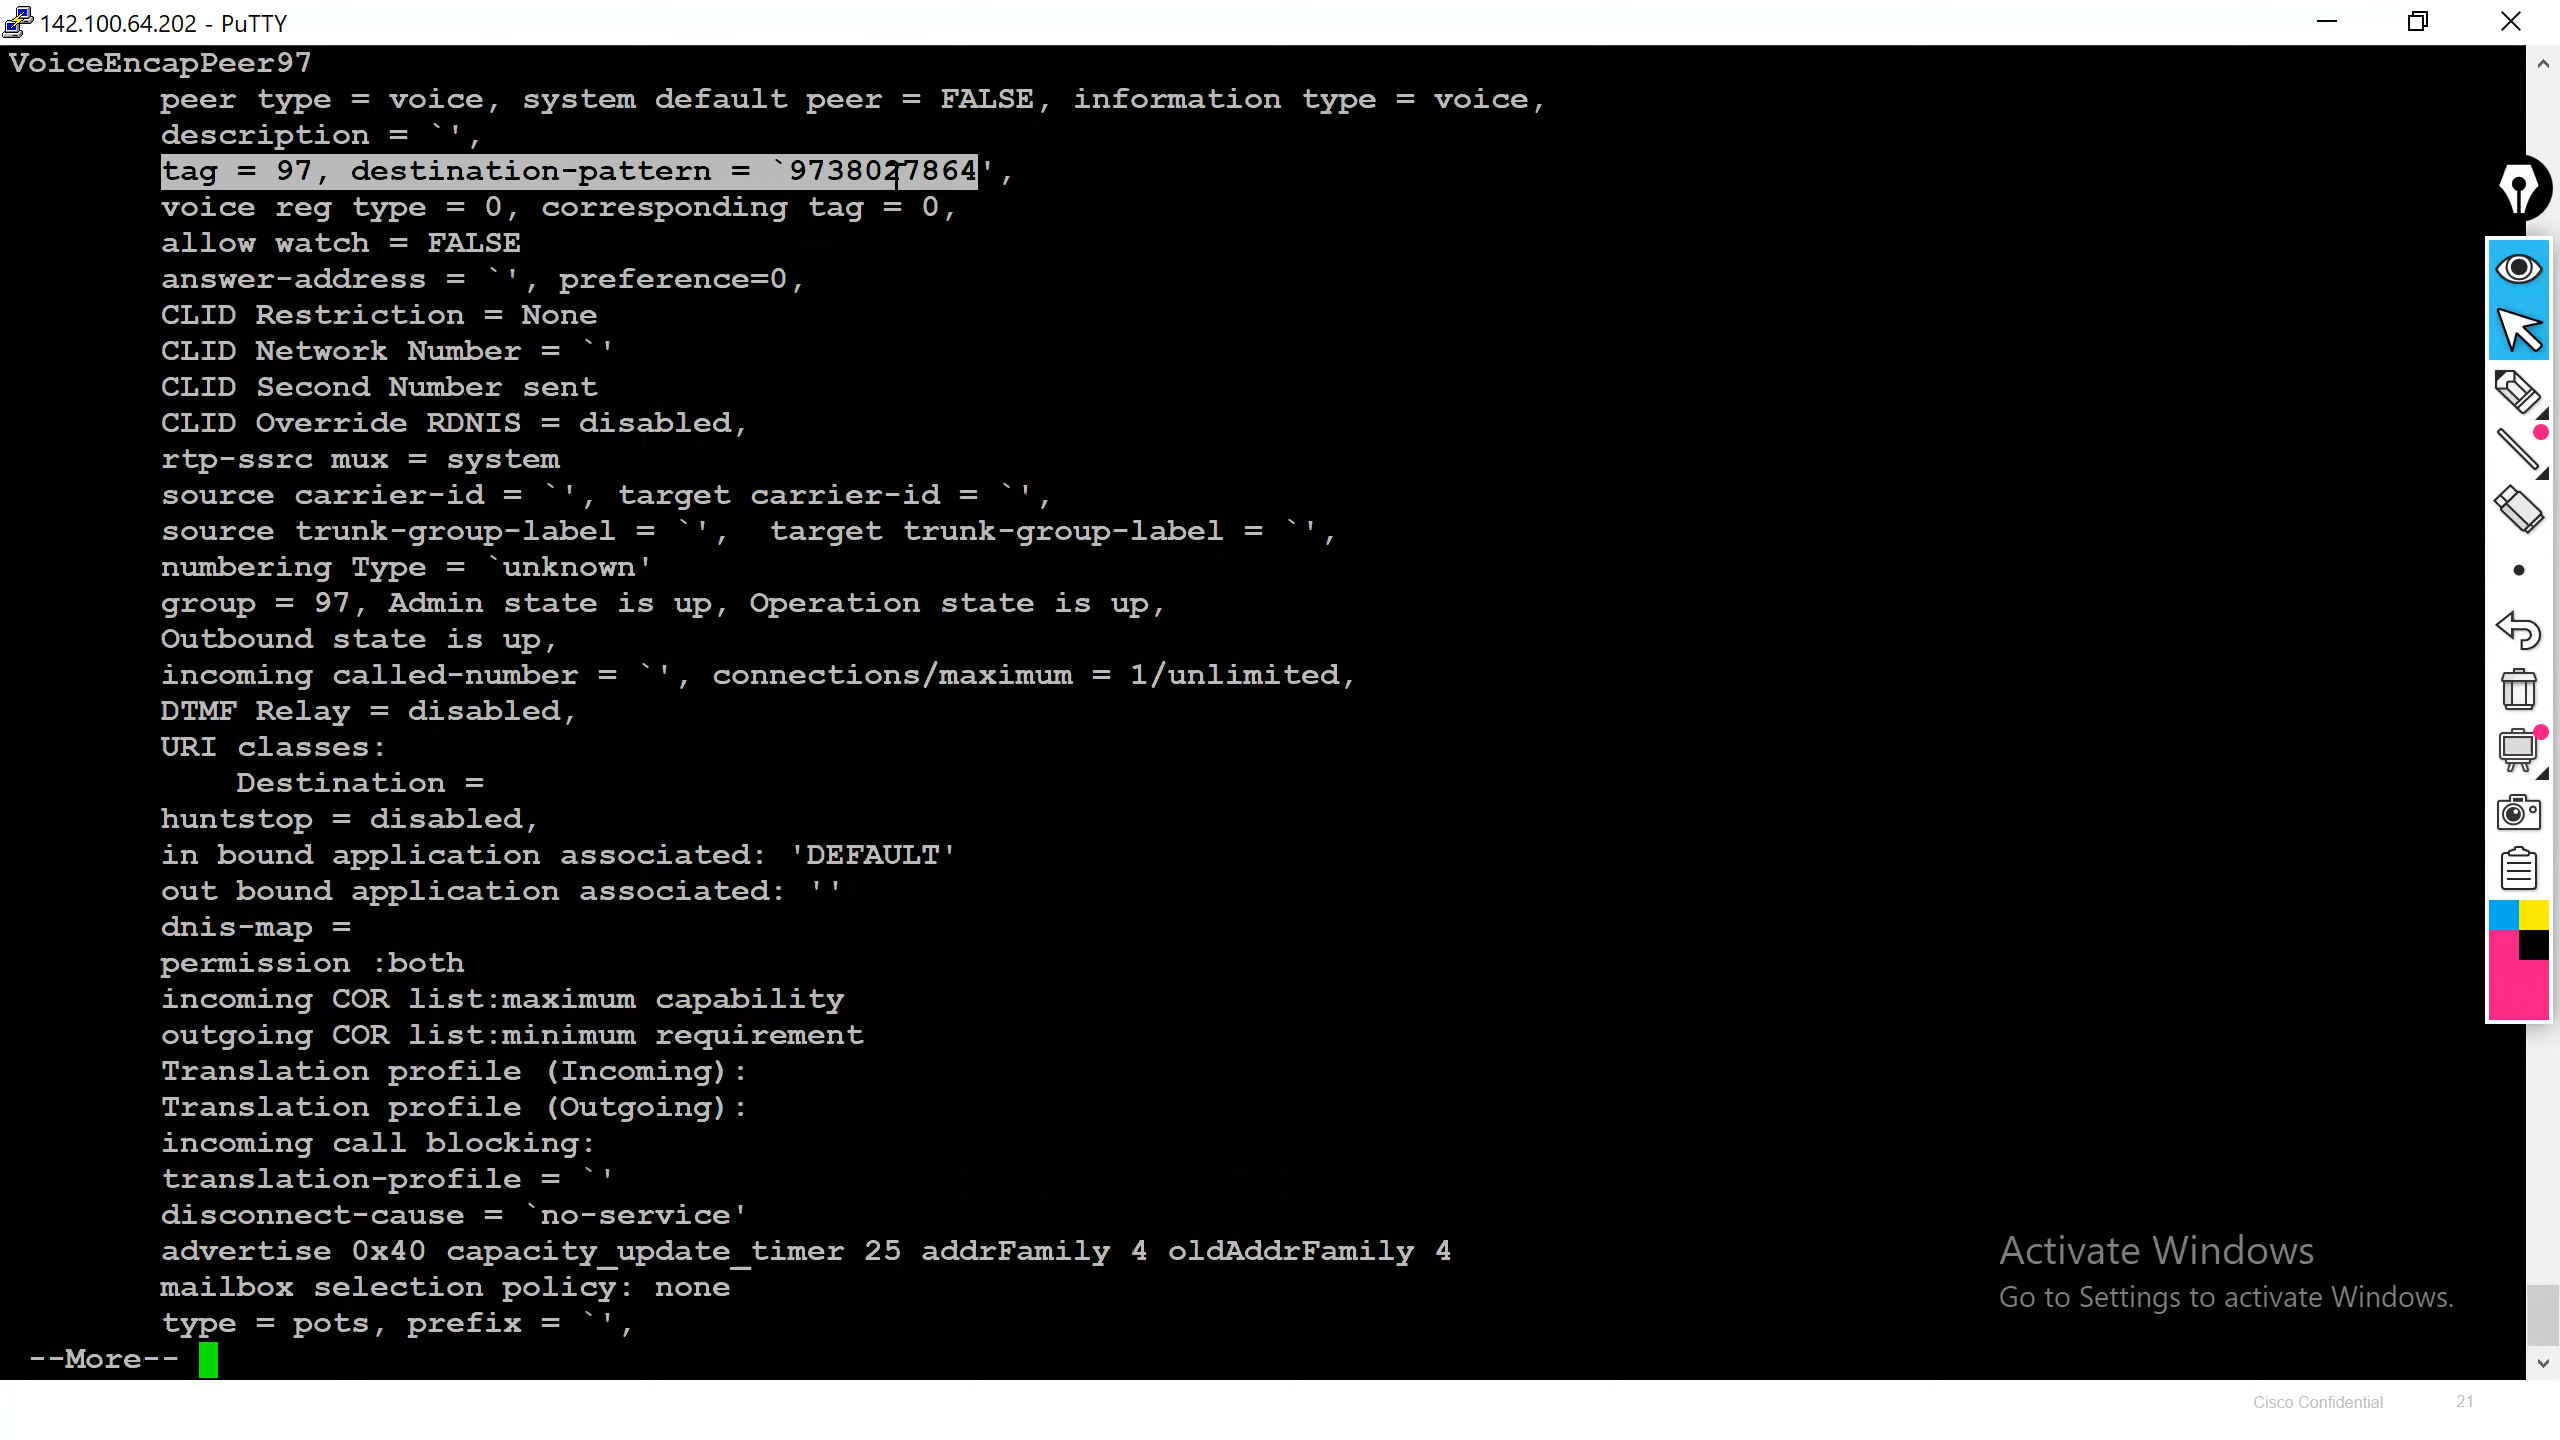 142.100.64.202 - PuTTY
VoiceEncapPeer97
peer type = voice, system default peer = FALSE, information type = voice,
description = `',
tag = 97, destination-pattern = `9738027864',
voice reg type = 0, corresponding tag = 0,
allow watch = FALSE
answer-address = `', preference=0,
CLID Restriction = None
CLID Network Number = `'
CLID Second Number sent
CLID Override RDNIS = disabled,
rtp-ssrc mux = system
source carrier-id = `', target carrier-id = `',
source trunk-group-label = `',  target trunk-group-label = `',
numbering Type = `unknown'
group = 97, Admin state is up, Operation state is up,
Outbound state is up,
incoming called-number = `', connections/maximum = 1/unlimited,
DTMF Relay = disabled,
URI classes:
Destination =
huntstop = disabled,
in bound application associated: 'DEFAULT'
out bound application associated: ''
dnis-map =
permission :both
incoming COR list:maximum capability
outgoing COR list:minimum requirement
Translation profile (Incoming):
Translation profile (Outgoing):
incoming call blocking:
translation-profile = `'
disconnect-cause = `no-service'
advertise 0x40 capacity_update_timer 25 addrFamily 4 oldAddrFamily 4
mailbox selection policy: none
type = pots, prefix = `',
--More--
Activate Windows
Go to Settings to activate Windows.
Cisco Confidential
21